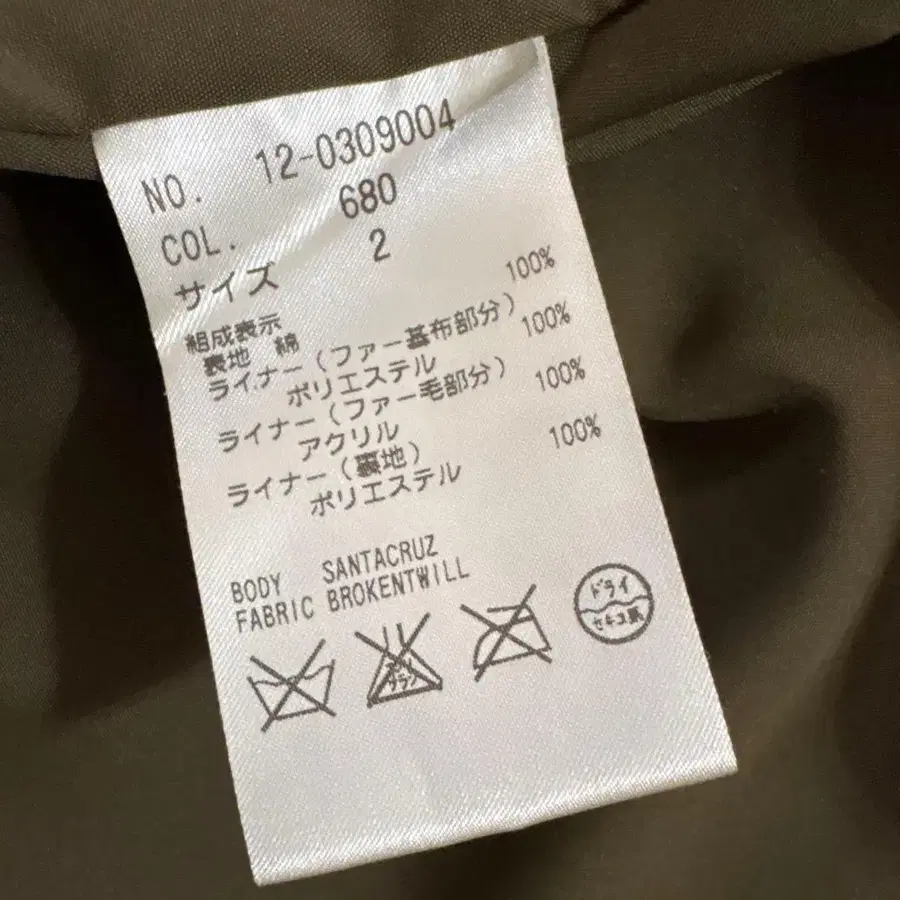 NO. 12-0309004
COL. 680
サイズ 2
組成表示
表地 綿 100%
ライナー(ファー基布部分)
ポリエステル 100%
ライナー(ファー毛部分)
アクリル 100%
ライナー(裏地)
ポリエステル 100%
BODY SANTACRUZ
FABRIC BROKENTWILL
ドライ
セキユ系